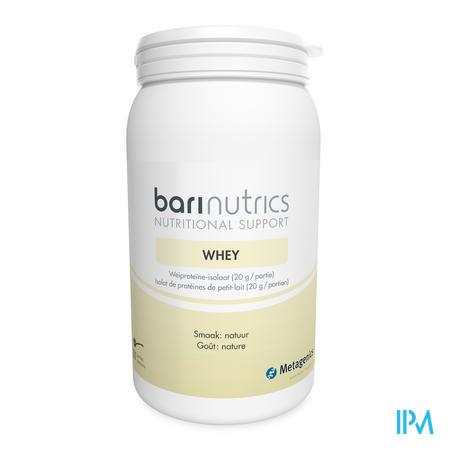 barinutrics
NUTRITIONAL SUPPORT
WHEY
Weiproteïne-isolaat (20 g/portie)
Isolat de protéines de petit-lait (20 g/portion)
Smaak: natuur
Goût: nature
Metagenics
IPM